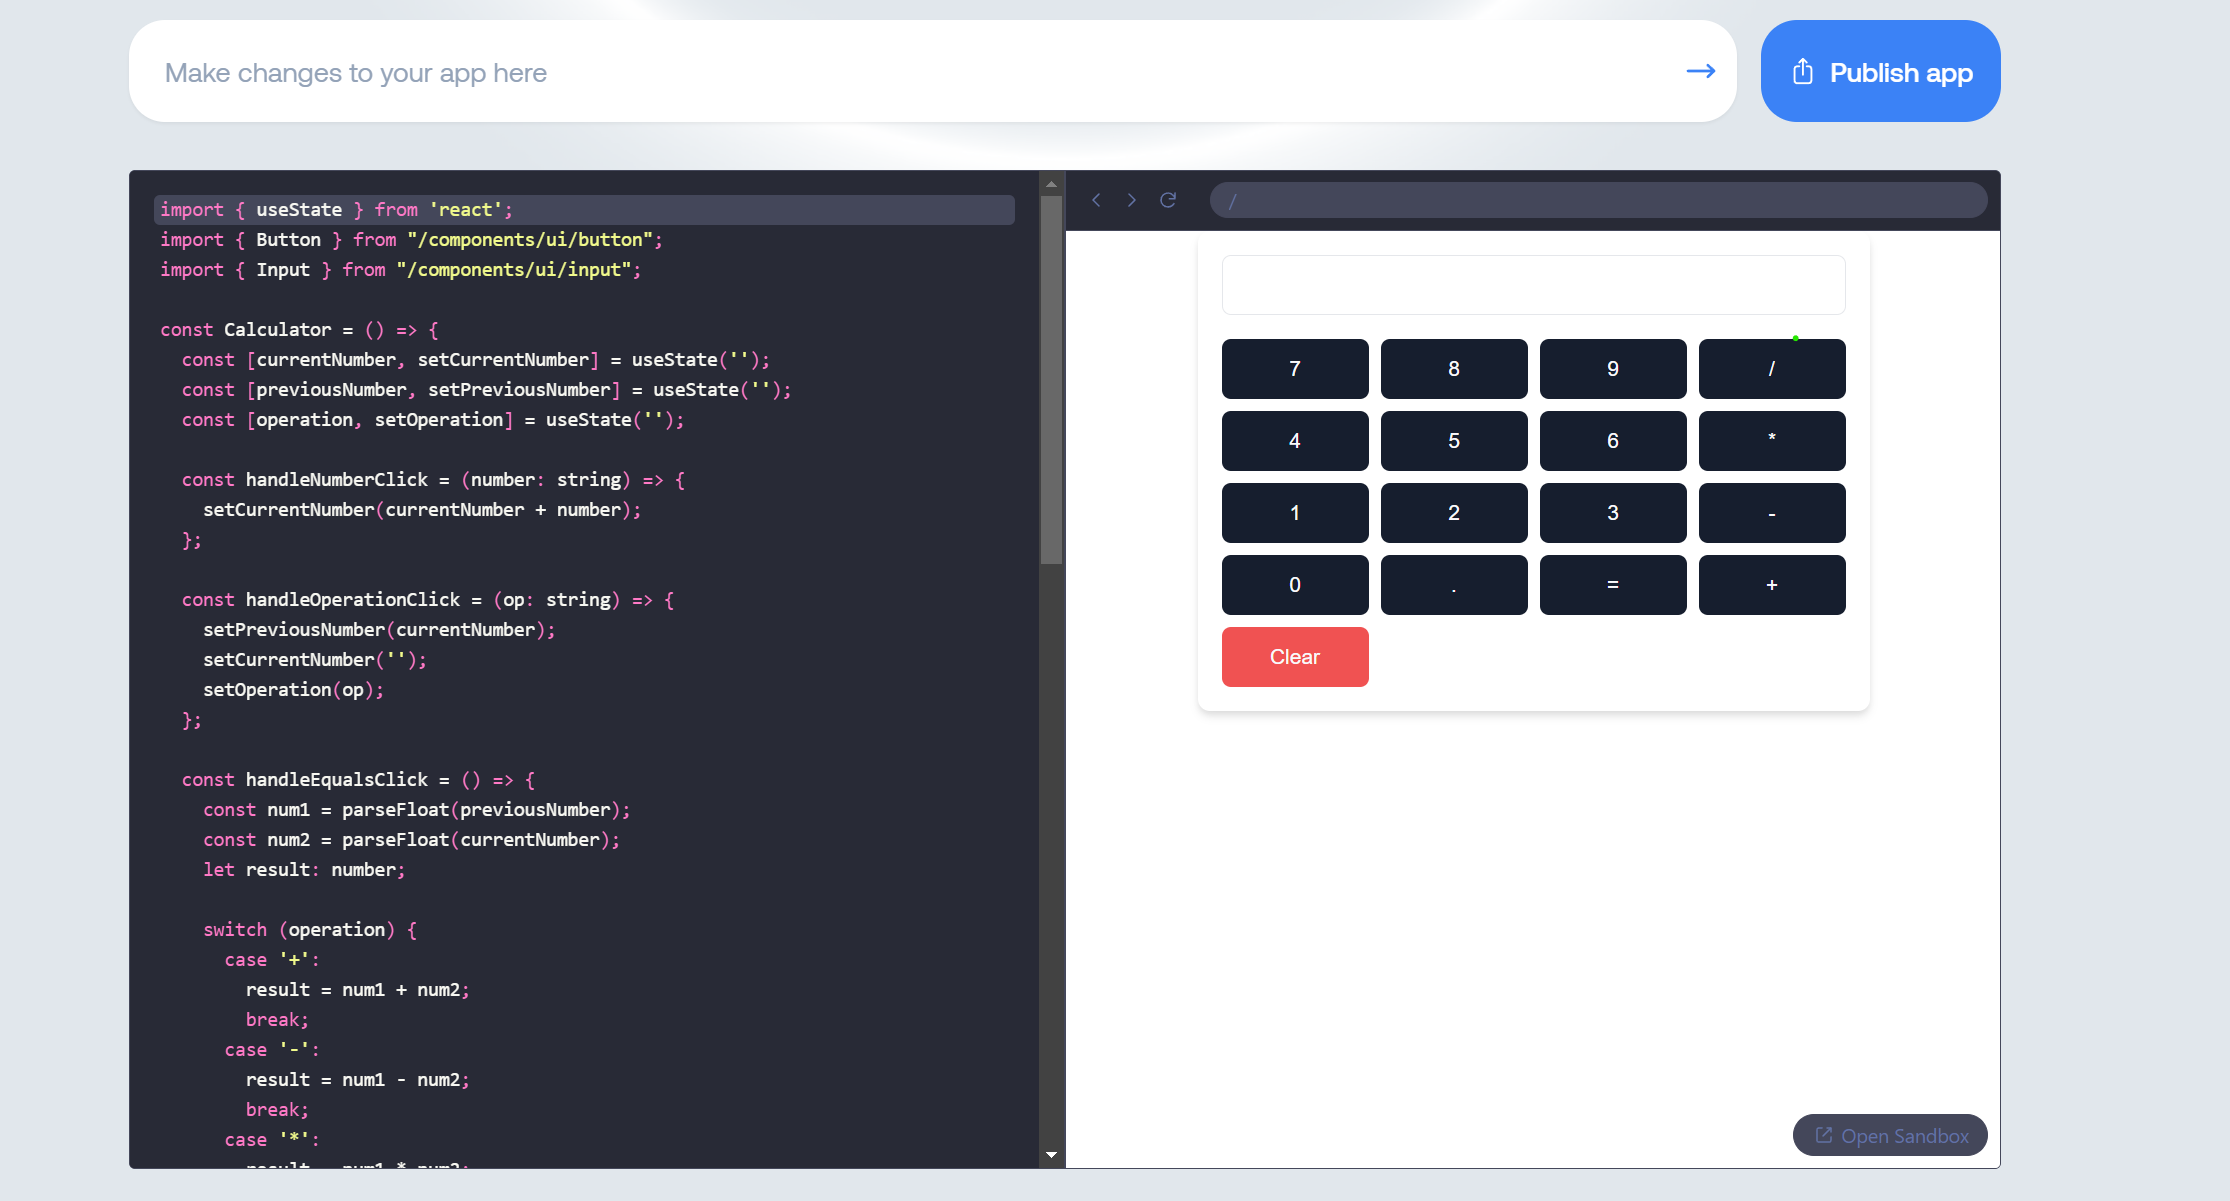 Make changes to your app here
Publish app
import { useState } from 'react';
import { Button } from "/components/ui/button";
import { Input } from "/components/ui/input";
const Calculator = () => {
const [currentNumber, setCurrentNumber] = useState('');
const [previousNumber, setPreviousNumber] = useState('');
const [operation, setOperation] = useState('');
const handleNumberClick = (number: string) => {
setCurrentNumber(currentNumber + number);
};
const handleOperationClick = (op: string) => {
setPreviousNumber(currentNumber);
setCurrentNumber('');
setOperation(op);
};
const handleEqualsClick = () => {
const num1 = parseFloat(previousNumber);
const num2 = parseFloat(currentNumber);
let result: number;
switch (operation) {
case '+':
result = num1 + num2;
break;
case '-':
result = num1 - num2;
break;
case '*':
result = num1 * num2;
/
7 8 9 /
4 5 6 *
1 2 3 -
0 . = +
Clear
Open Sandbox